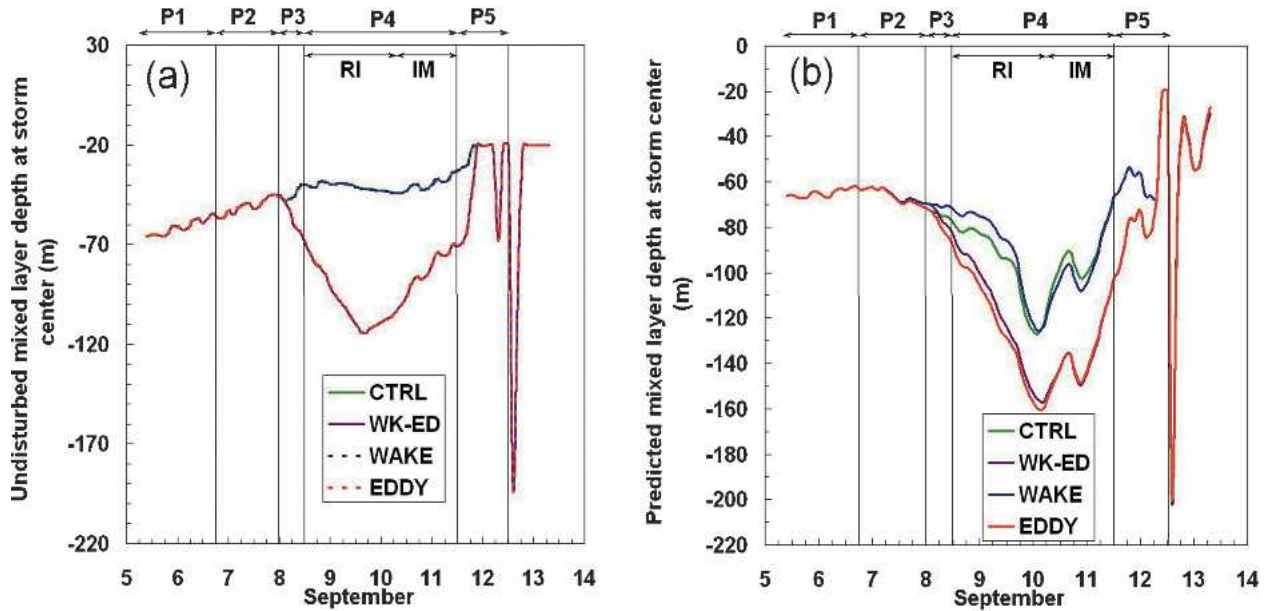 P1 P2 P3 P4 P5
RI IM
(a)
30
-20
-70
-120
-170
-220
Undisturbed mixed layer depth at storm
center (m)
CTRL
WK-ED
WAKE
EDDY
5 6 7 8 9 10 11 12 13 14
September
P1 P2 P3 P4 P5
RI IM
(b)
0
-20
-40
-60
-80
-100
-120
-140
-160
-180
-200
-220
Predicted mixed layer depth at storm center
(m)
CTRL
WK-ED
WAKE
EDDY
5 6 7 8 9 10 11 12 13 14
September